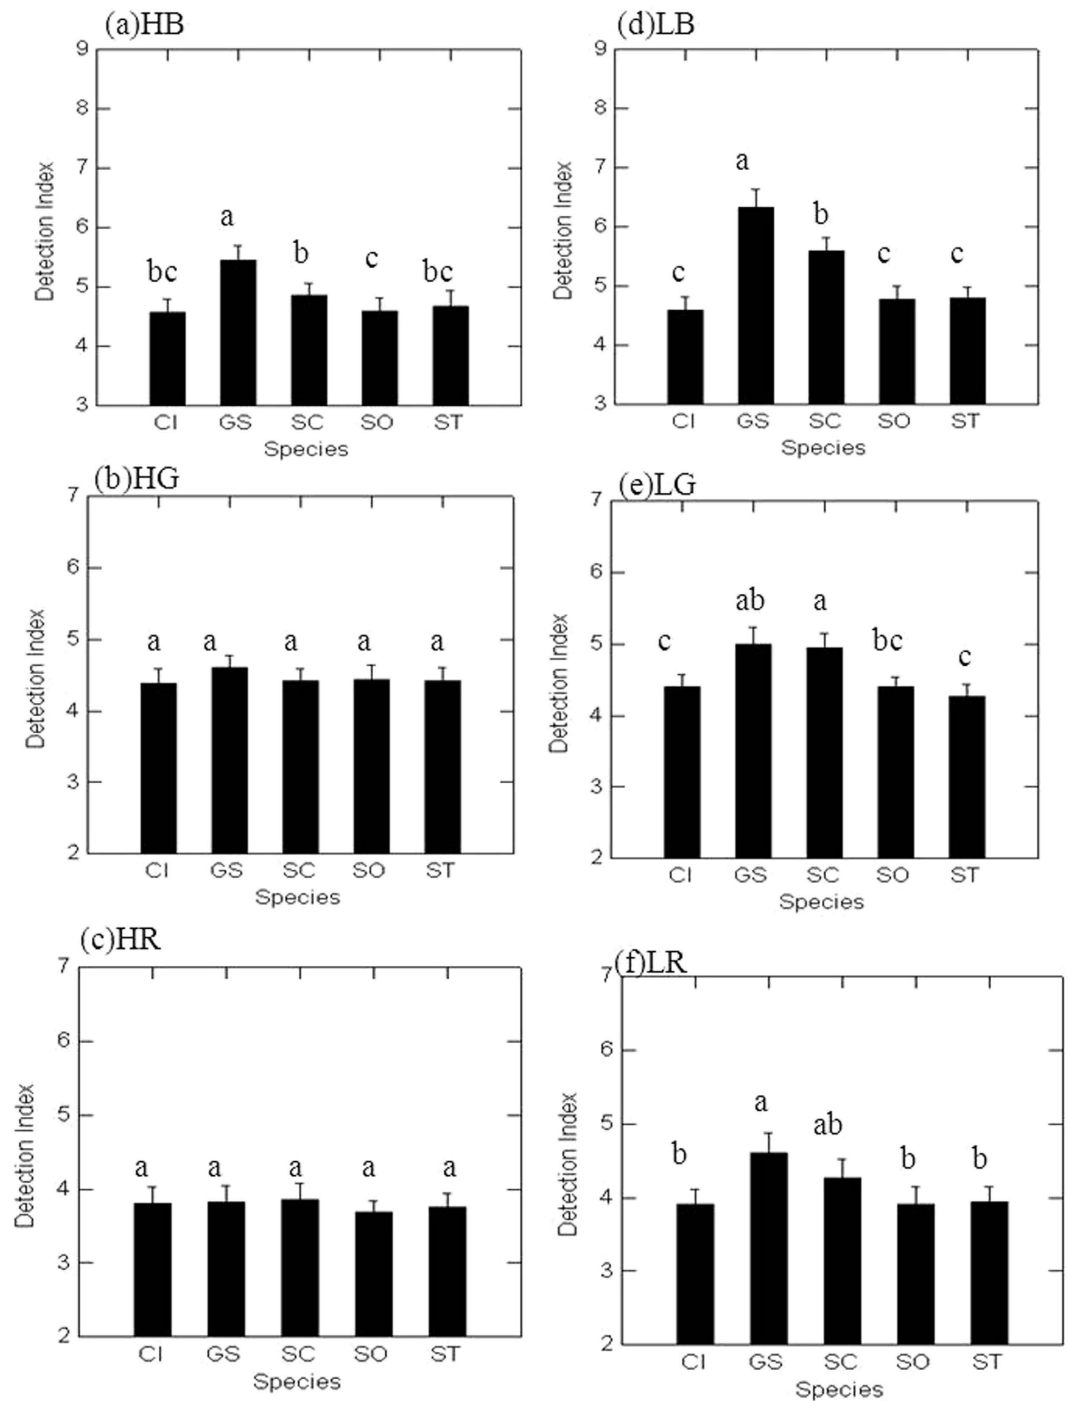 (a)HB
9
8
7
6
5
4
3
Detection Index
bc
a
b
c
bc
CI GS SC SO ST
Species
(d)LB
9
8
7
6
5
4
3
Detection Index
c
a
b
c
c
CI GS SC SO ST
Species
(b)HG
7
6
5
4
3
2
Detection Index
a a a a a
CI GS SC SO ST
Species
(e)LG
7
6
5
4
3
2
Detection Index
c
ab
a
bc
c
CI GS SC SO ST
Species
(c)HR
7
6
5
4
3
2
Detection Index
a a a a a
CI GS SC SO ST
Species
(f)LR
7
6
5
4
3
2
Detection Index
b
a
ab
b
b
CI GS SC SO ST
Species